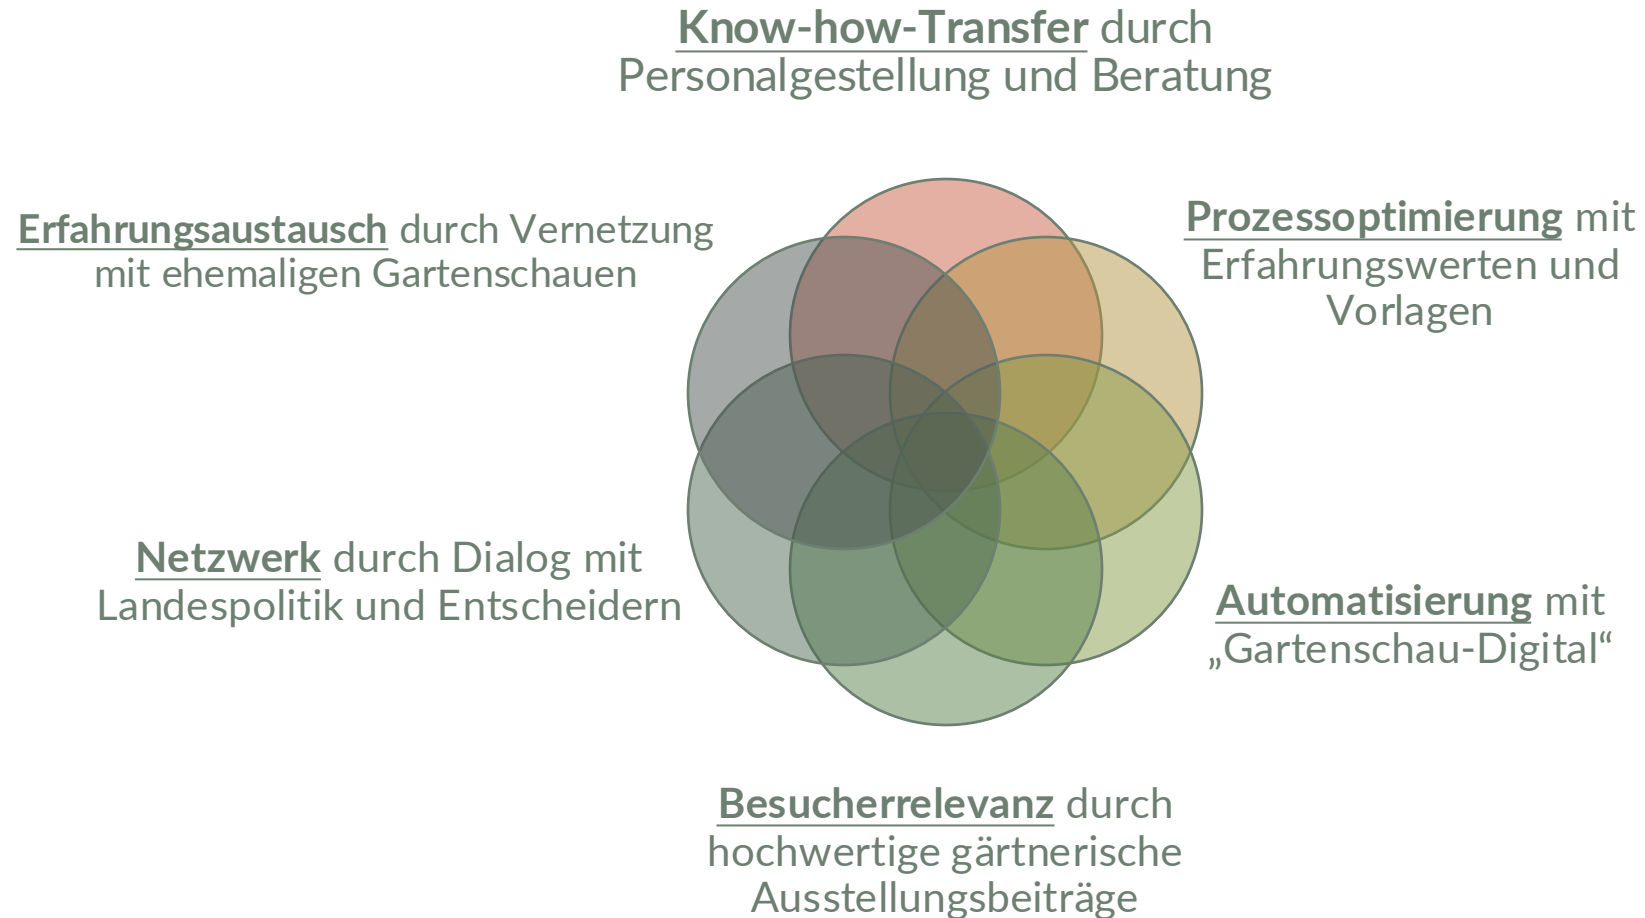 Know-how-Transfer durch
Personalgestellung und Beratung
Prozessoptimierung mit
Erfahrungswerten und
Vorlagen
Automatisierung mit
„Gartenschau-Digital“
Besucherrelevanz durch
hochwertige gärtnerische
Ausstellungsbeiträge
Netzwerk durch Dialog mit
Landespolitik und Entscheidern
Erfahrungsaustausch durch Vernetzung
mit ehemaligen Gartenschauen